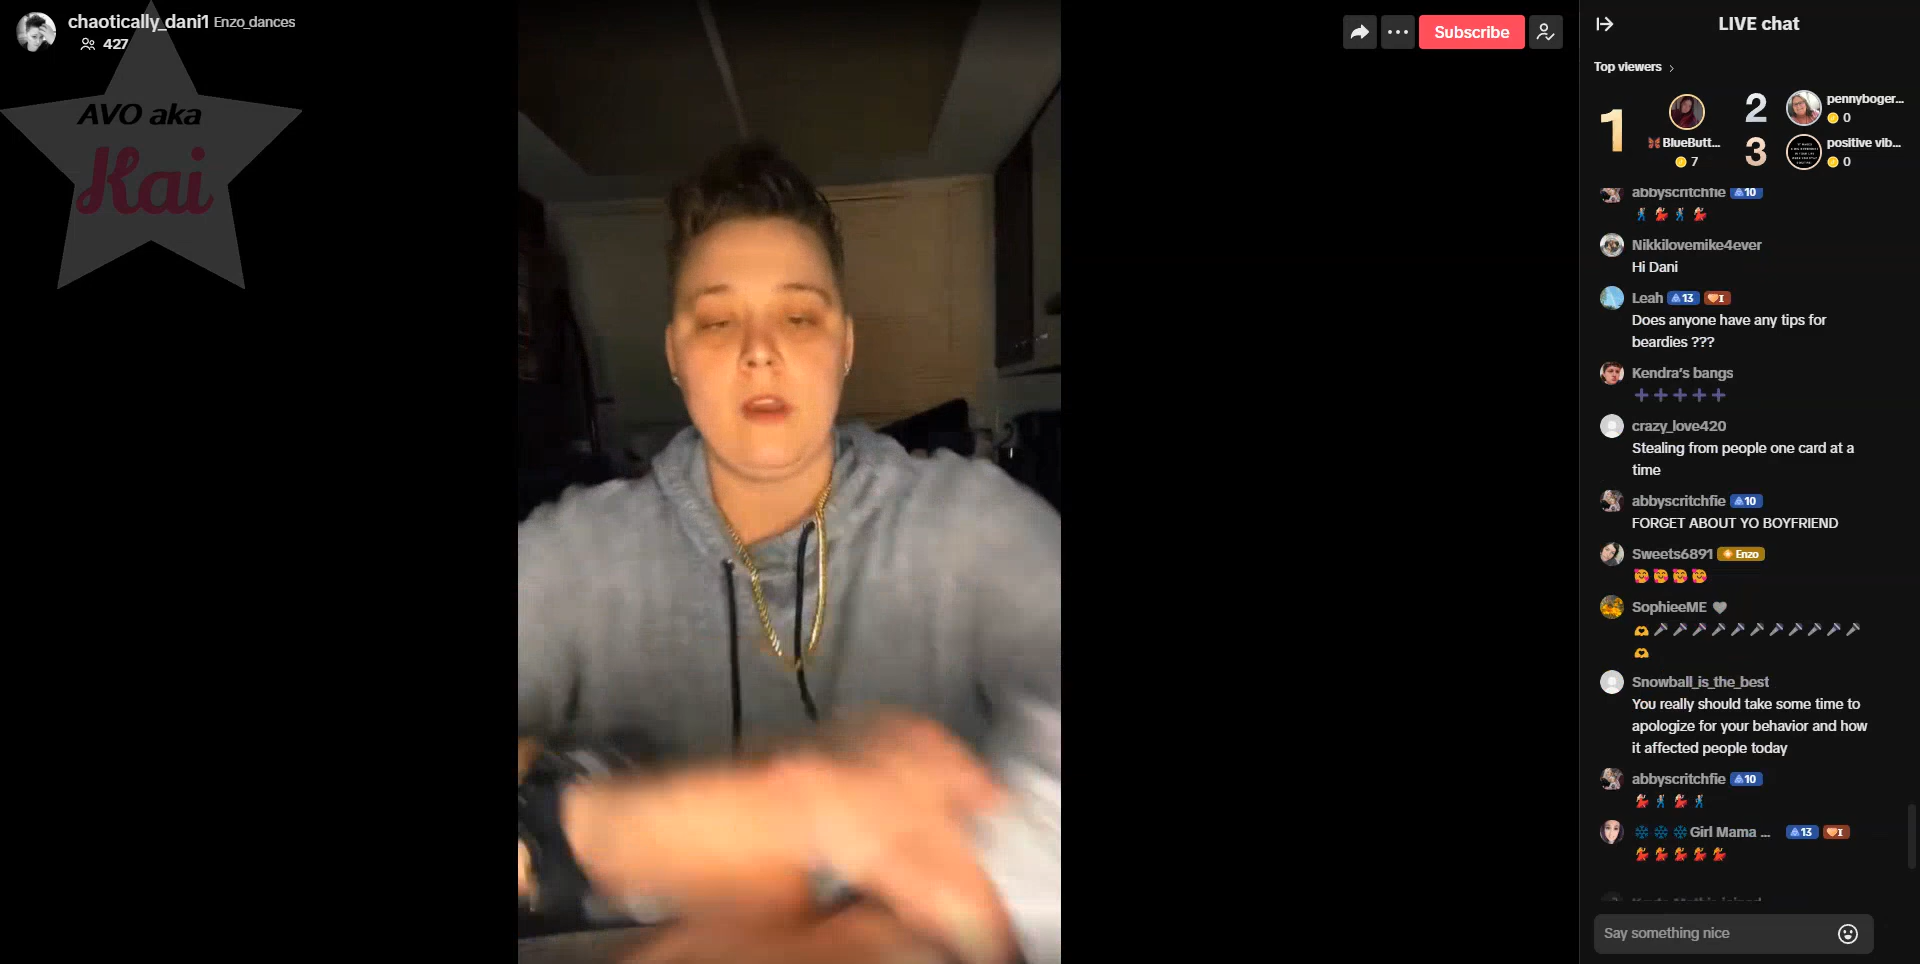 chaotically_dani1 Enzo_dances
427
AVO aka
Kai
Subscribe
LIVE chat
Top viewers
1
BlueButt...
7
2
pennyboger...
0
3
positive vib...
0
abbyscritchfie 10
Nikkilovemike4ever
Hi Dani
Leah 13 I
Does anyone have any tips for
beardies ???
Kendra's bangs
crazy_love420
Stealing from people one card at a
time
abbyscritchfie 10
FORGET ABOUT YO BOYFRIEND
Sweets6891 Enzo
SophieeME
Snowball_is_the_best
You really should take some time to
apologize for your behavior and how
it affected people today
abbyscritchfie 10
Girl Mama ... 13 I
Say something nice